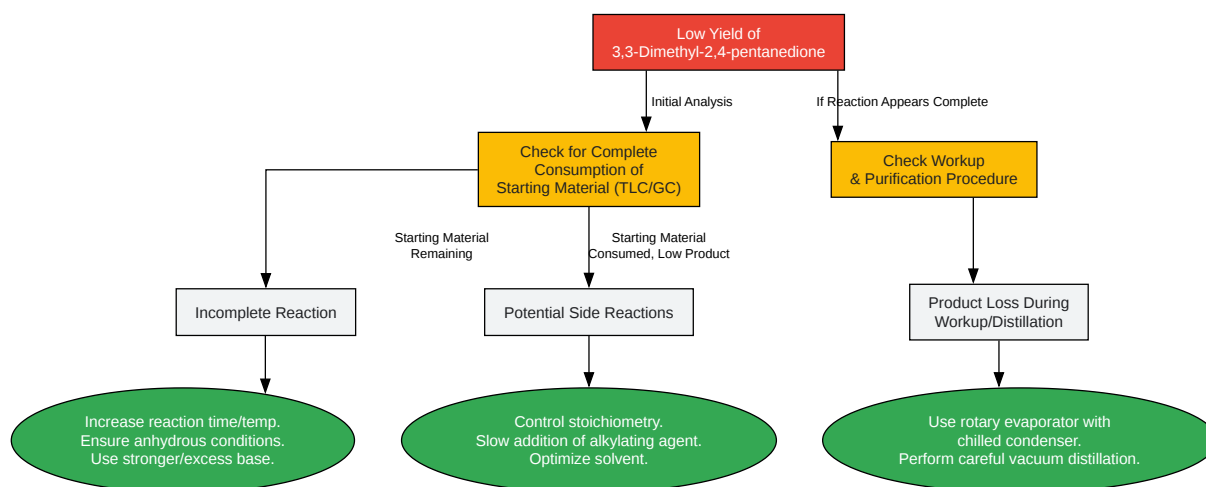 Low Yield of
3,3-Dimethyl-2,4-pentanedione
Initial Analysis
If Reaction Appears Complete
Check for Complete
Consumption of
Starting Material (TLC/GC)
Check Workup
& Purification Procedure
Starting Material
Remaining
Starting Material
Consumed, Low Product
Incomplete Reaction
Potential Side Reactions
Product Loss During
Workup/Distillation
Increase reaction time/temp.
Ensure anhydrous conditions.
Use stronger/excess base.
Control stoichiometry.
Slow addition of alkylating agent.
Optimize solvent.
Use rotary evaporator with
chilled condenser.
Perform careful vacuum distillation.